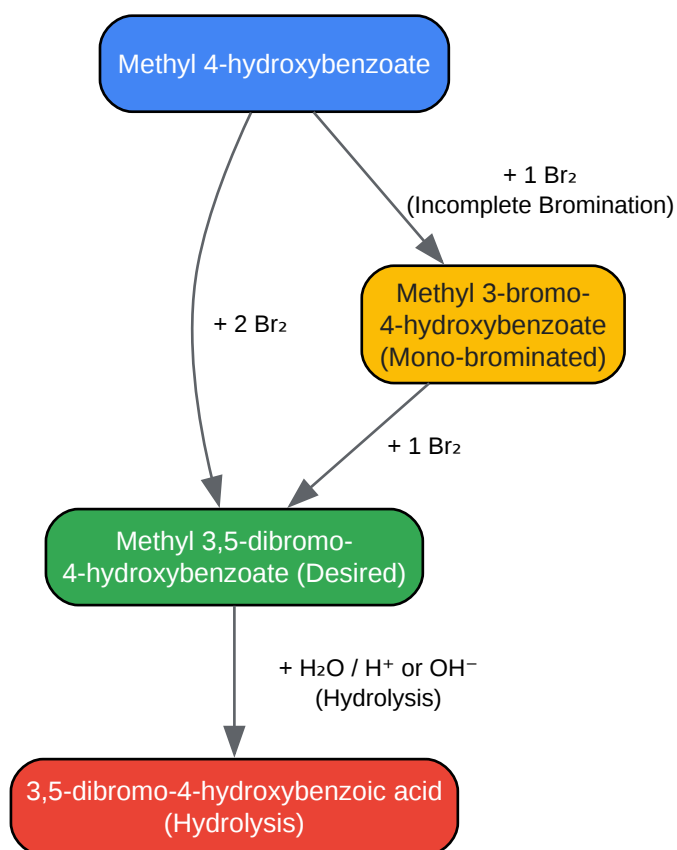 Methyl 4-hydroxybenzoate
+ 1 Br₂
(Incomplete Bromination)
Methyl 3-bromo-
4-hydroxybenzoate
(Mono-brominated)
+ 2 Br₂
+ 1 Br₂
Methyl 3,5-dibromo-
4-hydroxybenzoate (Desired)
+ H₂O / H⁺ or OH⁻
(Hydrolysis)
3,5-dibromo-4-hydroxybenzoic acid
(Hydrolysis)